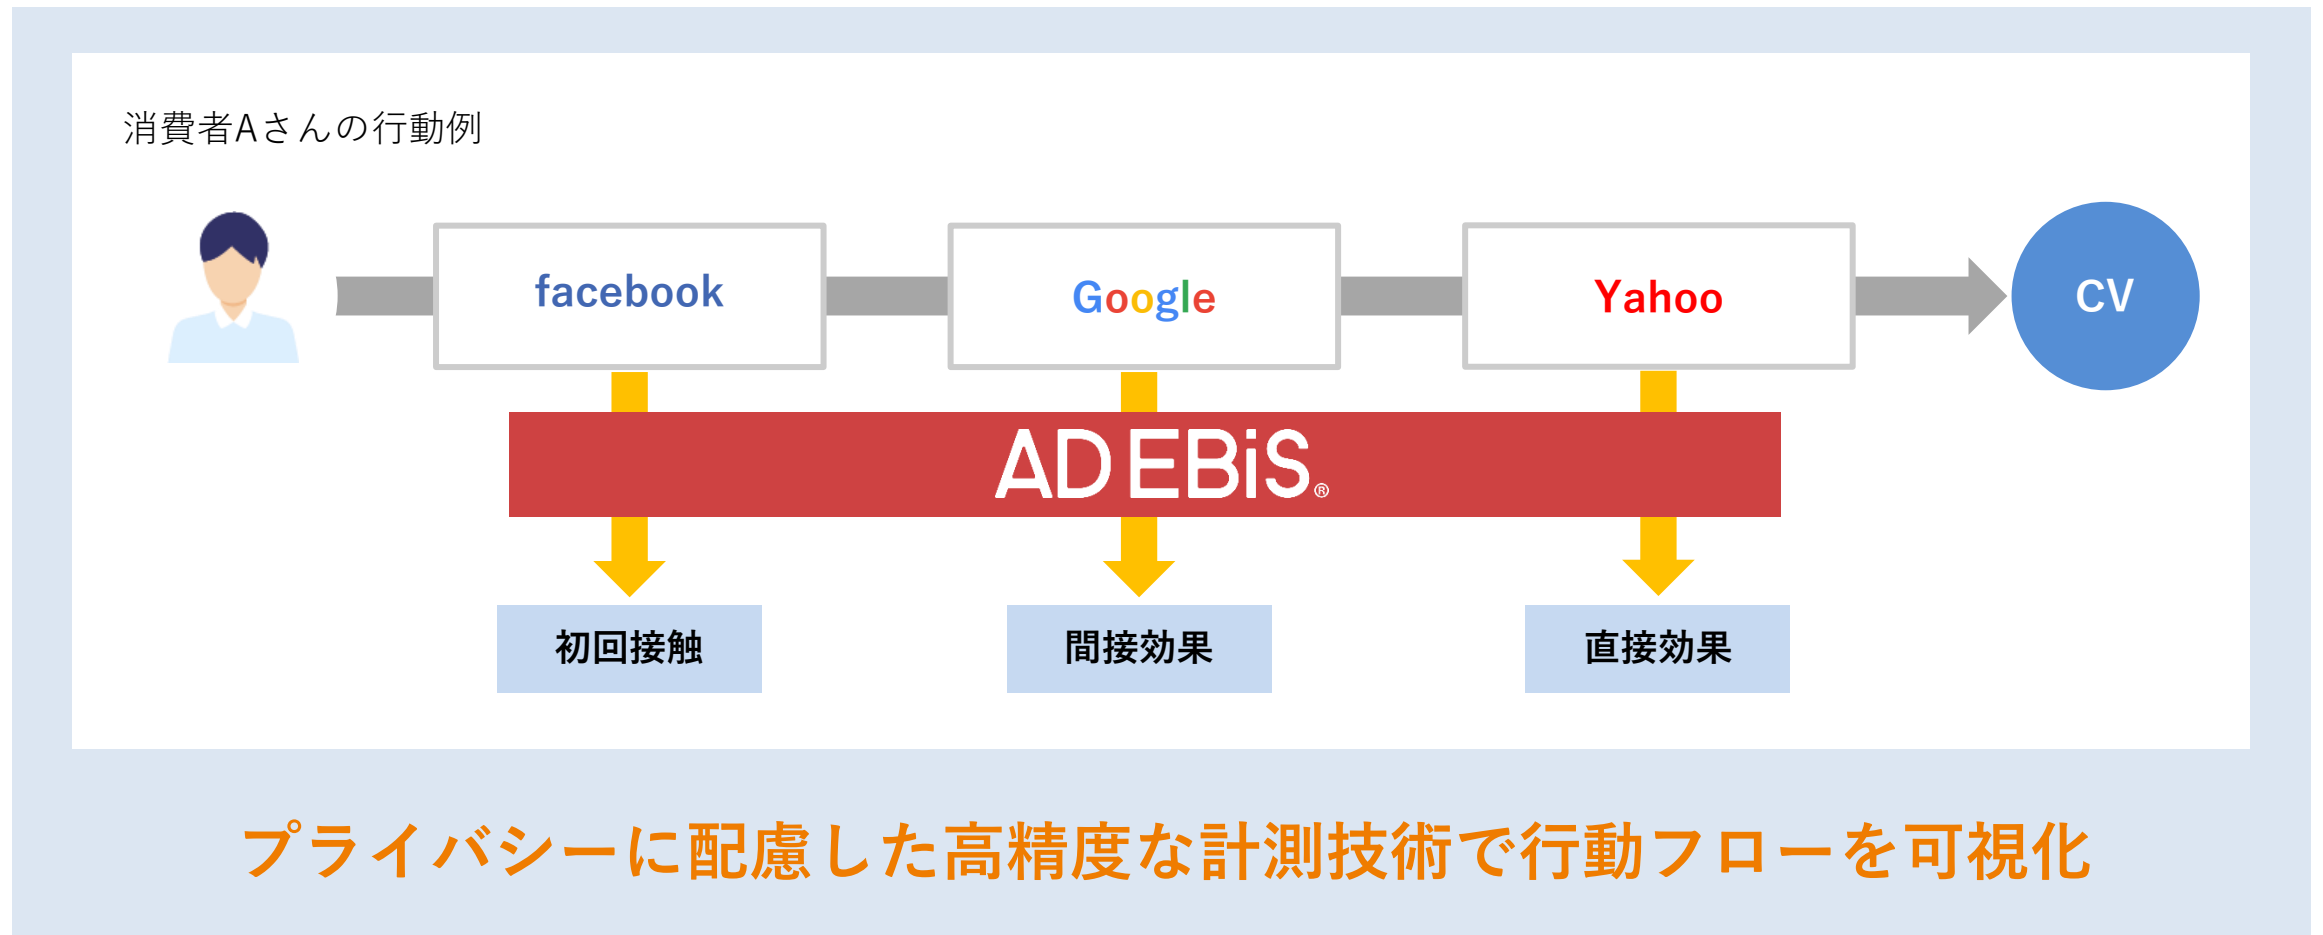 消費者Aさんの行動例
facebook
Google
Yahoo
CV
AD EBiS®
初回接触
間接効果
直接効果
プライバシーに配慮した高精度な計測技術で行動フローを可視化